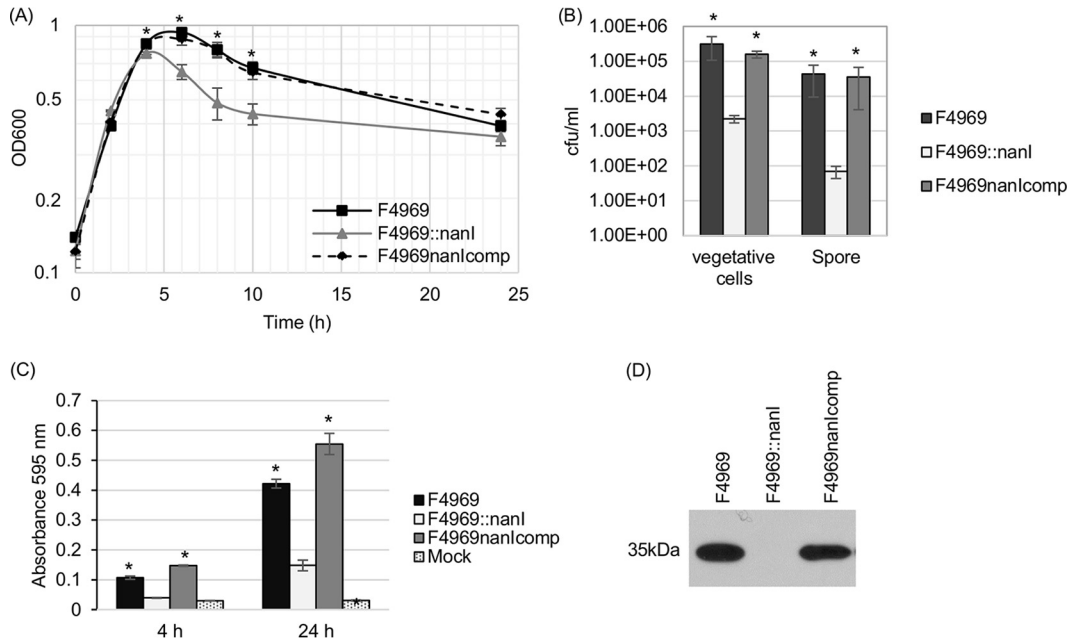 (A)
1
0.5
0.2
0.1
OD600
* * * *
0 5 10 15 20 25
Time (h)
F4969
F4969::nanI
F4969nanIcomp
(B)
1.00E+06
1.00E+05
1.00E+04
1.00E+03
1.00E+02
1.00E+01
1.00E+00
cfu/ml
* * * *
vegetative
cells
Spore
F4969
F4969::nanI
F4969nanIcomp
(C)
0.7
0.6
0.5
0.4
0.3
0.2
0.1
0
Absorbance 595 nm
* * * * *
4 h 24 h
F4969
F4969::nanI
F4969nanIcomp
Mock
(D)
F4969
F4969::nanI
F4969nanIcomp
35kDa